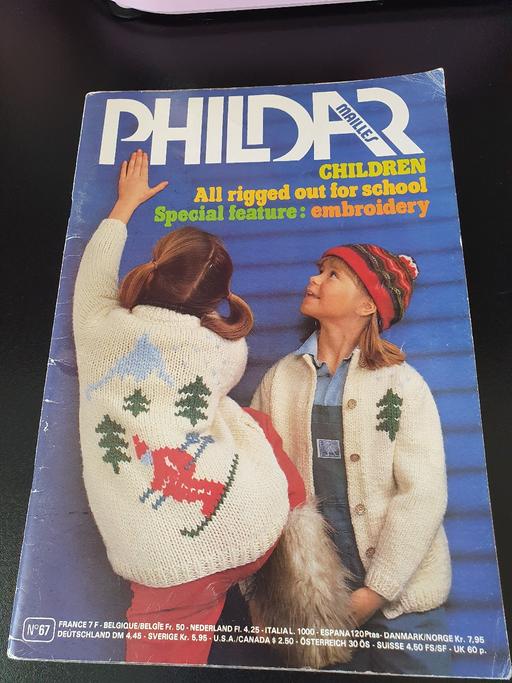 PHILDAR
MAILLES
CHILDREN
All rigged out for school
Special feature: embroidery
N°67
FRANCE 7 F - BELGIQUE/BELGÏE Fr. 50 - NEDERLAND Fl. 4,25 - ITALIA L. 1000 - ESPANA 120 Ptas - DANMARK/NORGE Kr. 7,95
DEUTSCHLAND DM 4,45 - SVERIGE Kr. 5,95 - U.S.A./CANADA $ 2.50 - ÖSTERREICH 30 ÖS - SUISSE 4,50 FS/SF - UK 60 p.